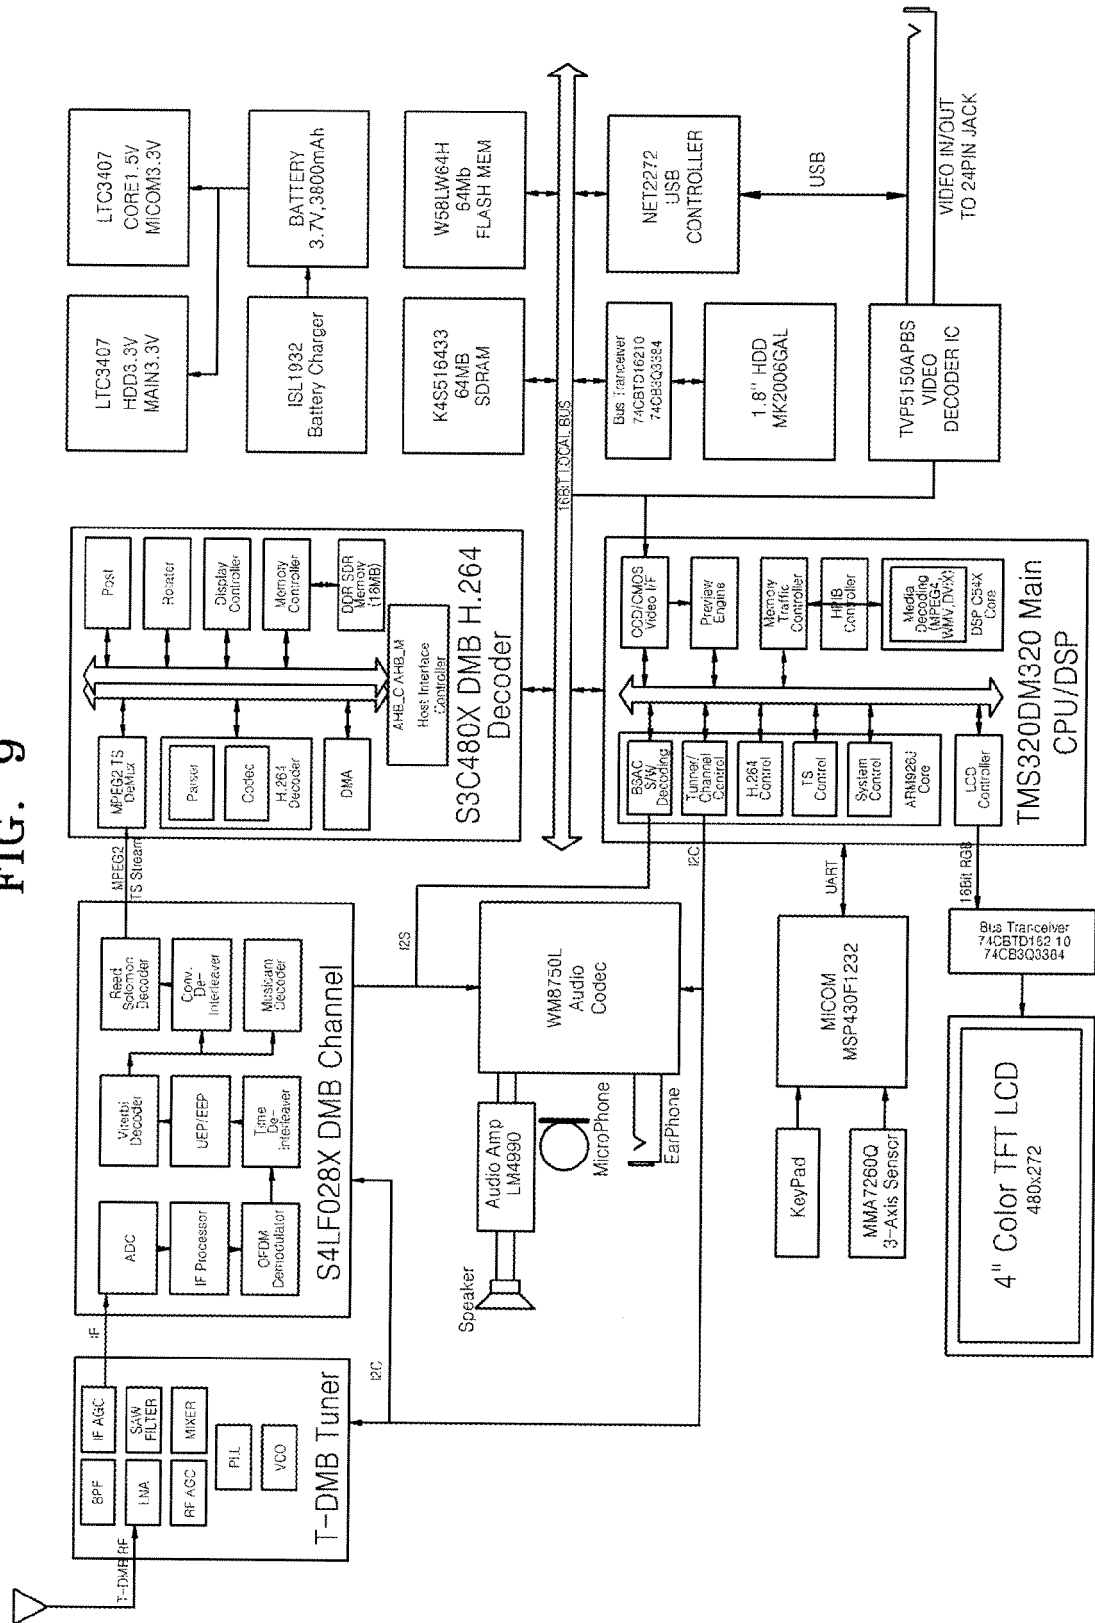 FIG. 9
T-DMB RF
BPF
IF AGC
LNA
SAW
FILTER
RF AGC
MIXER
PLL
VCO
T-DMB Tuner
IF
I2C
ADC
IF Processor
OFDM
Demodulator
Viterbi
Decoder
UEP/EEP
Time
De-
Interleaver
Reed
Solomon
Decoder
Conv.
De-
Interleaver
Musicam
Decoder
S4LF028X DMB Channel
MPEG2
TS Stream
I2S
MPEG2 TS
DeMux
Parser
Codec
H.264
Decoder
DMA
Post
Rotater
Display
Controller
Memory
Controller
DDR SDR
Memory
(16MB)
AHB_C AHB_M
Host Interface
Controller
S3C480X DMB H.264
Decoder
LTC3407
HDD3.3V
MAIN3.3V
LTC3407
CORE1.5V
MICOM3.3V
ISL1932
Battery Charger
BATTERY
3.7V,3800mAh
K4S516433
64MB
SDRAM
W58LW64H
64Mb
FLASH MEM
16BIT LOCAL BUS
Bus Tranceiver
74CBTD16210
74CB3Q3384
NET2272
USB
CONTROLLER
1.8" HDD
MK2006GAL
USB
TVP5150APBS
VIDEO
DECODER IC
VIDEO IN/OUT
TO 24PIN JACK
Speaker
Audio Amp
LM4990
WM8750L
Audio
Codec
MicroPhone
EarPhone
I2C
BSAC
S/W
Decoding
Tunner/
Channel
Control
H.264
Control
TS
Control
System
Control
ARM926J
Core
LCD
Controller
CCD/CMOS
Video I/F
Preview
Engine
Memory
Traffic
Controller
HPIB
Controller
Media
Decoding
(MPEG4,
WMV,DVIX)
DSP C54X
Core
TMS320DM320 Main
CPU/DSP
UART
16Bit RGB
KeyPad
MMA7260Q
3-Axis Sensor
MICOM
MSP430F1232
Bus Tranceiver
74CBTD162 10
74CB3Q3384
4" Color TFT LCD
480x272